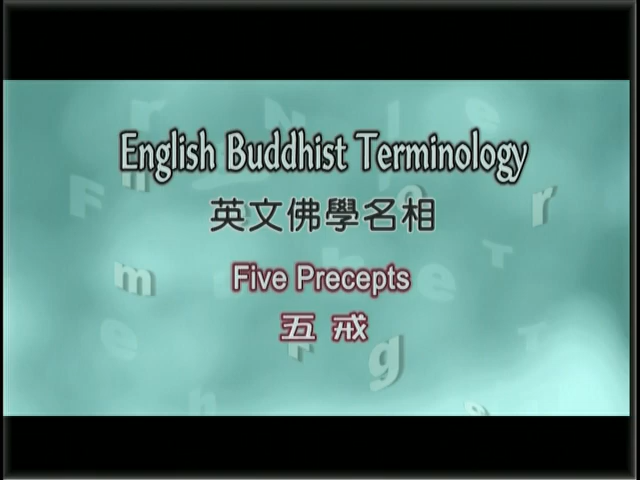 English Buddhist Terminology
英文佛學名相
Five Precepts
五戒